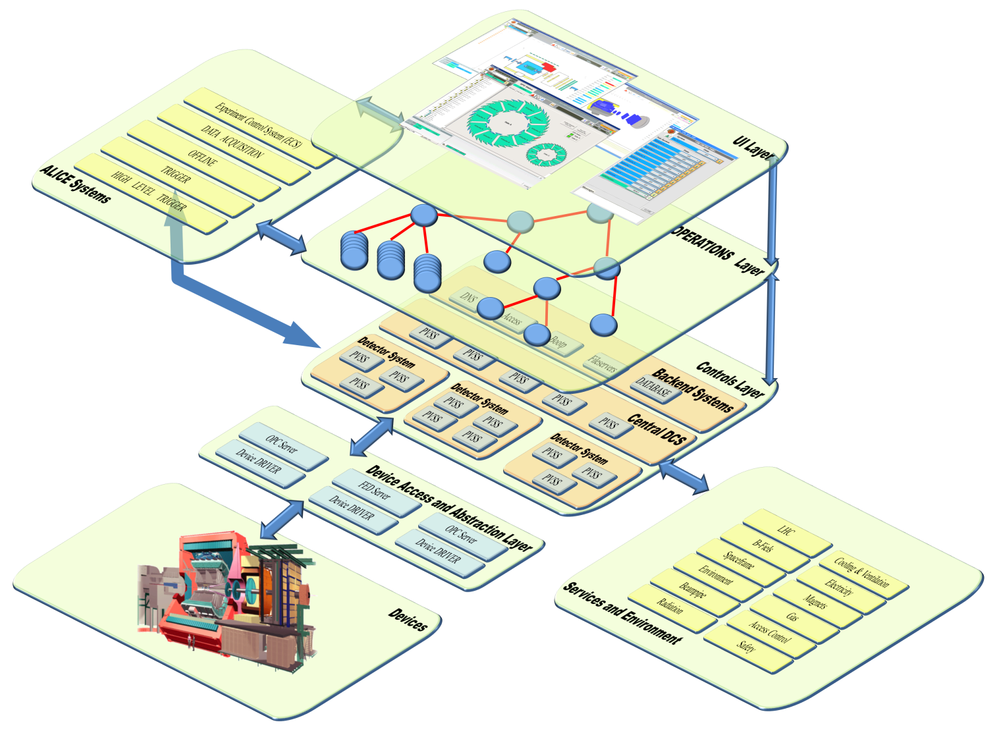 Experiment Control System (ECS)
DATA ACQUISITION
OFFLINE
TRIGGER
HIGH LEVEL TRIGGER
ALICE Systems
UI Layer
OPERATIONS Layer
DNS
Access
Bootp
Fileservers
DATABASE
Backend Systems
Controls Layer
PVSS
PVSS
PVSS
PVSS
PVSS
Central DCS
Detector System
PVSS
PVSS
PVSS
Detector System
PVSS
PVSS
PVSS
PVSS
Detector System
PVSS
PVSS
PVSS
OPC Server
Device DRIVER
FED Server
Device DRIVER
OPC Server
Device DRIVER
Device Access and Abstraction Layer
Devices
LHC
B-Fiels
Spaceframe
Environment
Beampipe
Radiation
Cooling & Ventilation
Electricity
Magnets
Gas
Access Control
Safety
Services and Environment